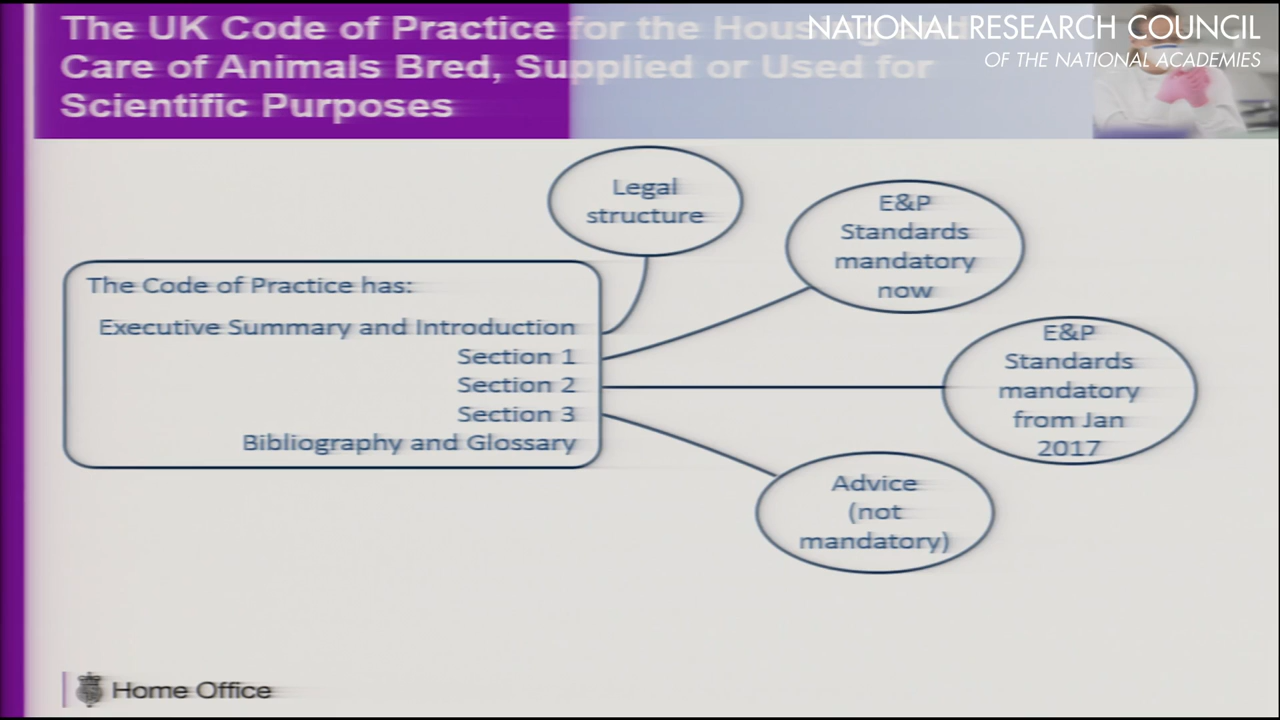 The UK Code of Practice for the Housing
NATIONAL RESEARCH COUNCIL
OF THE NATIONAL ACADEMIES
Care of Animals Bred, Supplied or Used for
Scientific Purposes
Legal
structure
E&P
Standards
mandatory
now
The Code of Practice has:
Executive Summary and Introduction
Section 1
Section 2
Section 3
Bibliography and Glossary
E&P
Standards
mandatory
from Jan
2017
Advice
(not
mandatory)
Home Office